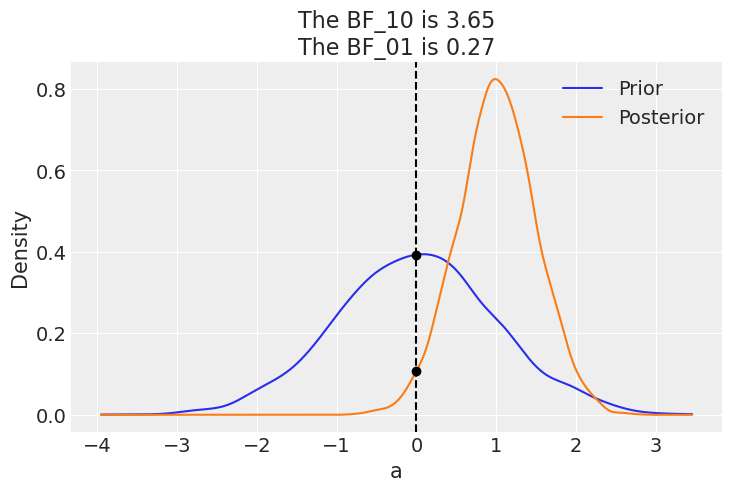 The BF_10 is 3.65
The BF_01 is 0.27
Prior
Posterior
Density
0.8
0.6
0.4
0.2
0.0
−4
−3
−2
−1
0
1
2
3
a